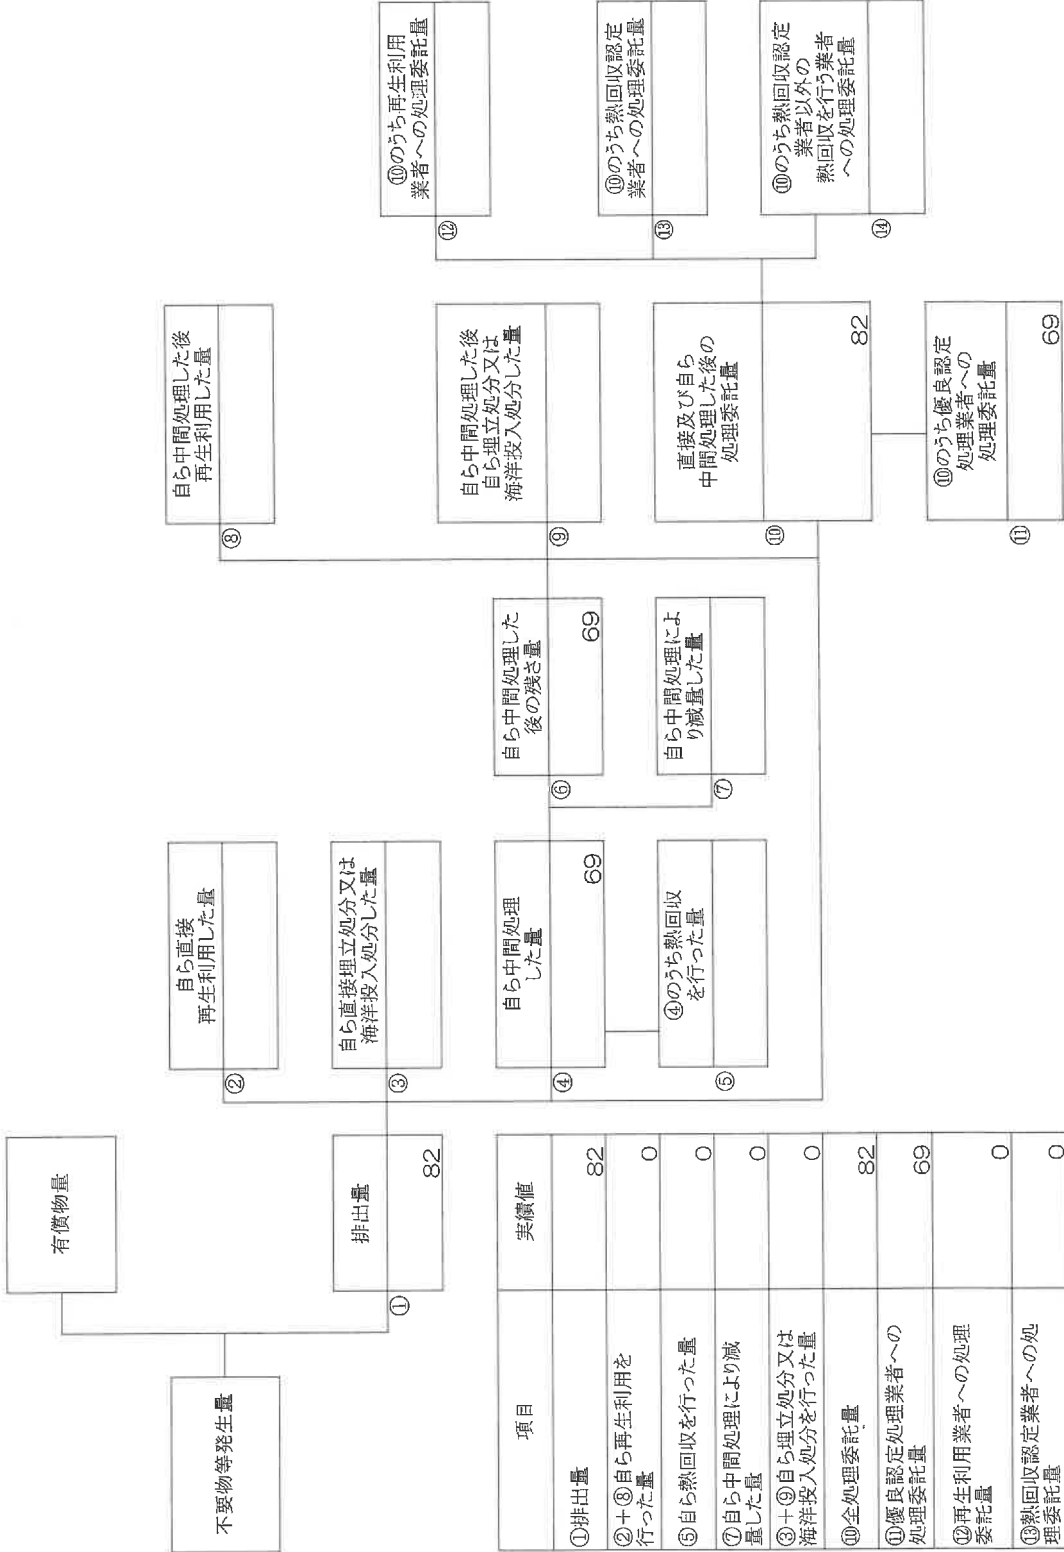 不要物等発生量
有償物量
①
排出量
82
②
自ら直接
再生利用した量
③
自ら直接埋立処分又は
海洋投入処分した量
④
自ら中間処理
した量
69
⑤
④のうち熱回収
を行った量
⑥
自ら中間処理した
後の残さ量
69
⑦
自ら中間処理によ
り減量した量
⑧
自ら中間処理した後
再生利用した量
⑨
自ら中間処理した後
自ら埋立処分又は
海洋投入処分した量
⑩
直接及び自ら
中間処理した後の
処理委託量
82
⑪
⑩のうち優良認定
処理業者への
処理委託量
69
⑫
⑩のうち再生利用
業者への処理委託量
⑬
⑩のうち熱回収認定
業者への処理委託量
⑭
⑩のうち熱回収認定
業者以外の
熱回収を行う業者
への処理委託量
項目 実績値
①排出量 82
②+⑧自ら再生利用を
行った量 0
⑤自ら熱回収を行った量 0
⑦自ら中間処理により減
量した量 0
③+⑨自ら埋立処分又は
海洋投入処分を行った量 0
⑩全処理委託量 82
⑪優良認定処理業者への
処理委託量 69
⑫再生利用業者への処理
委託量 0
⑬熱回収認定業者への処
理委託量 0